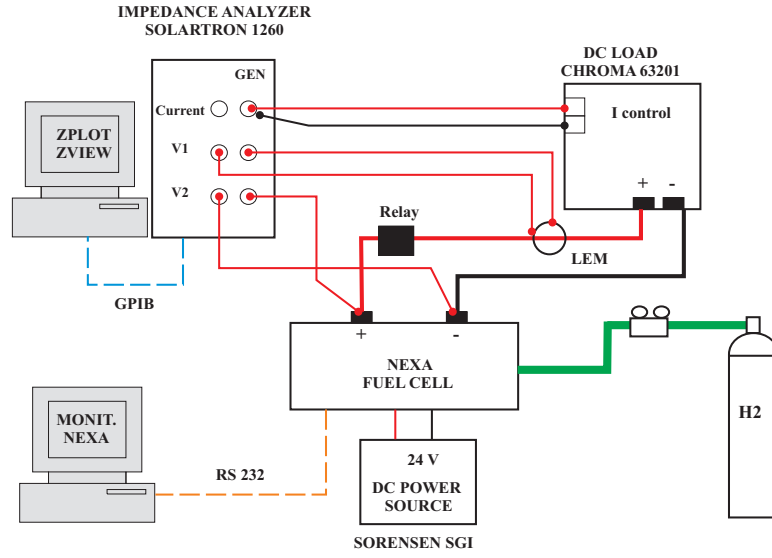 IMPEDANCE ANALYZER
SOLARTRON 1260
DC LOAD
CHROMA 63201
GEN
Current
I control
ZPLOT
ZVIEW
V1
V2
+ -
Relay
LEM
GPIB
+ -
NEXA
FUEL CELL
H2
MONIT.
NEXA
RS 232
24 V
DC POWER
SOURCE
SORENSEN SGI